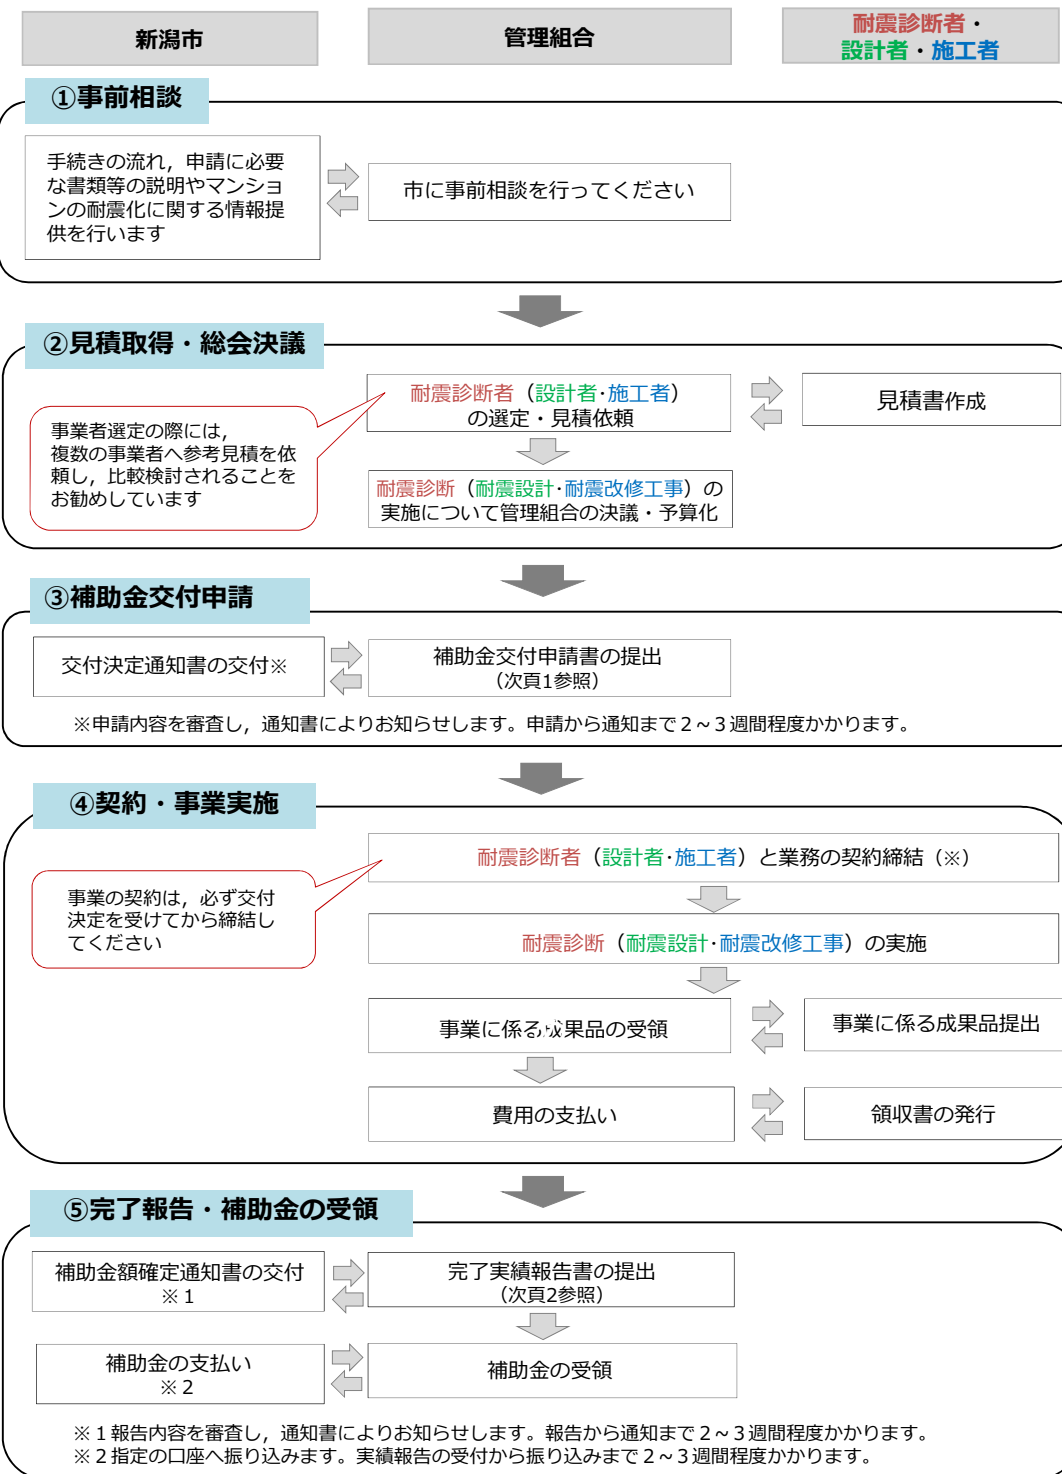 新潟市
管理組合
耐震診断者・
設計者・施工者
①事前相談
手続きの流れ，申請に必要
な書類等の説明やマンショ
ンの耐震化に関する情報提
供を行います
市に事前相談を行ってください
②見積取得・総会決議
耐震診断者（設計者･施工者）
の選定・見積依頼
見積書作成
事業者選定の際には，
複数の事業者へ参考見積を依
頼し，比較検討されることを
お勧めしています
耐震診断（耐震設計･耐震改修工事）の
実施について管理組合の決議・予算化
③補助金交付申請
交付決定通知書の交付※
補助金交付申請書の提出
（次頁1参照）
※申請内容を審査し，通知書によりお知らせします。申請から通知まで２～３週間程度かかります。
④契約・事業実施
耐震診断者（設計者･施工者）と業務の契約締結（※）
事業の契約は，必ず交付
決定を受けてから締結し
てください
耐震診断（耐震設計･耐震改修工事）の実施
事業に係る成果品の受領
事業に係る成果品提出
費用の支払い
領収書の発行
⑤完了報告・補助金の受領
補助金額確定通知書の交付
※１
完了実績報告書の提出
（次頁2参照）
補助金の支払い
※２
補助金の受領
※１報告内容を審査し，通知書によりお知らせします。報告から通知まで２～３週間程度かかります。
※２指定の口座へ振り込みます。実績報告の受付から振り込みまで２～３週間程度かかります。